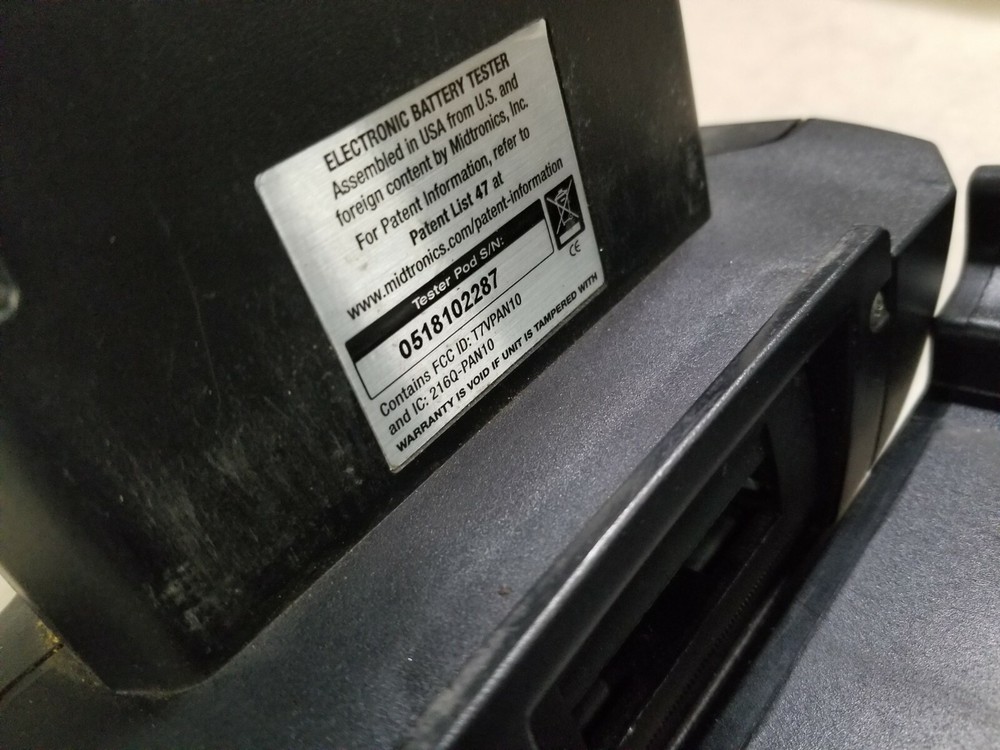 ELECTRONIC BATTERY TESTER
Assembled in USA from U.S. and
foreign content by Midtronics, Inc.
For Patent Information, refer to
Patent List 47 at
www.midtronics.com/patent-information
Tester Pod S/N:
0518102287
CE
Contains FCC ID: T7VPAN10
and IC: 216Q-PAN10
WARRANTY IS VOID IF UNIT IS TAMPERED WITH